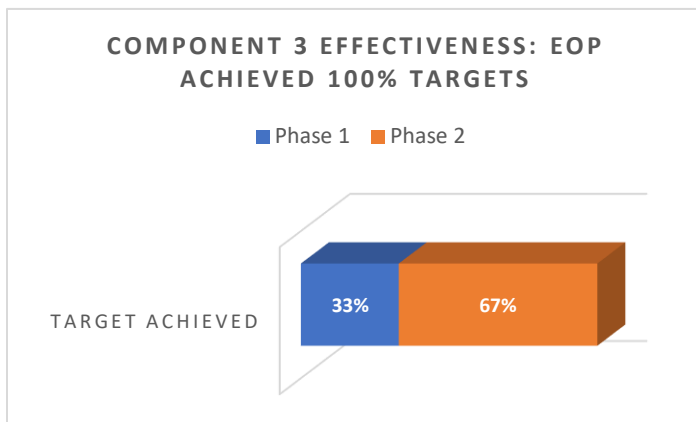 COMPONENT 3 EFFECTIVENESS: EOP
ACHIEVED 100% TARGETS
Phase 1 Phase 2
33% 67%
TARGET ACHIEVED